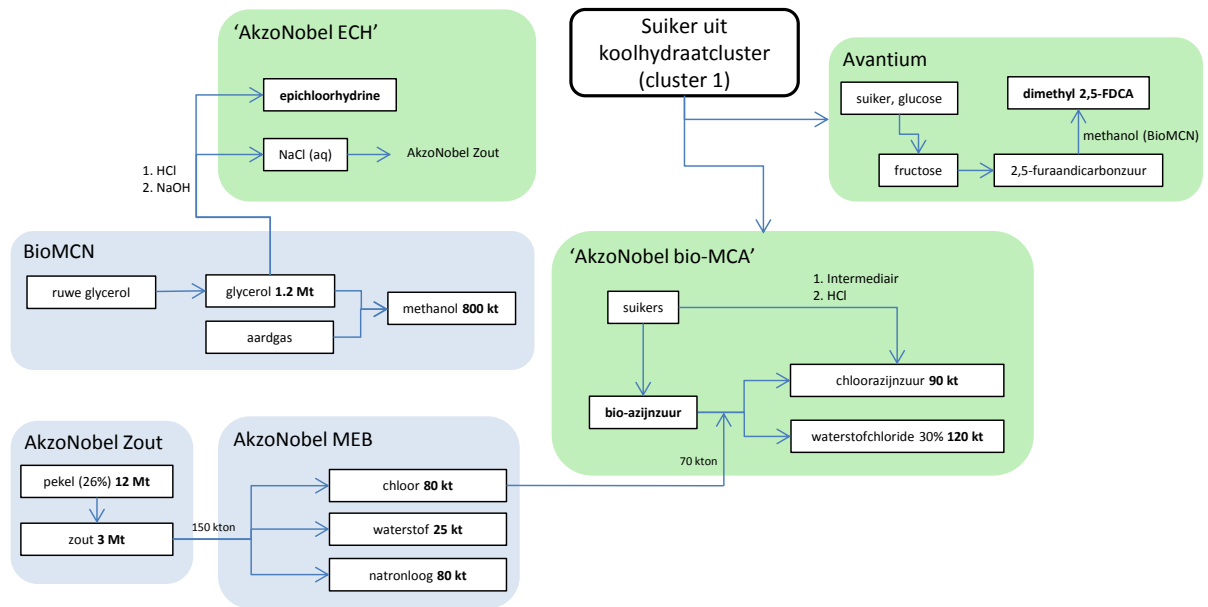 'AkzoNobel ECH'
epichloorhydrine
NaCl (aq)
AkzoNobel Zout
1. HCl
2. NaOH
Suiker uit
koolhydraatcluster
(cluster 1)
Avantium
suiker, glucose
dimethyl 2,5-FDCA
methanol (BioMCN)
fructose
2,5-furaandicarbonzuur
BioMCN
ruwe glycerol
glycerol 1.2 Mt
methanol 800 kt
aardgas
'AkzoNobel bio-MCA'
1. Intermediair
2. HCl
suikers
chloorazijnzuur 90 kt
bio-azijnzuur
waterstofchloride 30% 120 kt
70 kton
AkzoNobel Zout
pekel (26%) 12 Mt
zout 3 Mt
150 kton
AkzoNobel MEB
chloor 80 kt
waterstof 25 kt
natronloog 80 kt